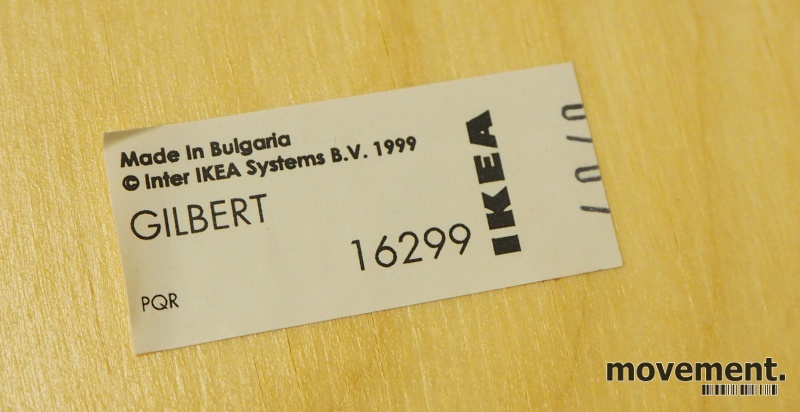 Made In Bulgaria
© Inter IKEA Systems B.V. 1999
GILBERT
16299
PQR
IKEA
movement.